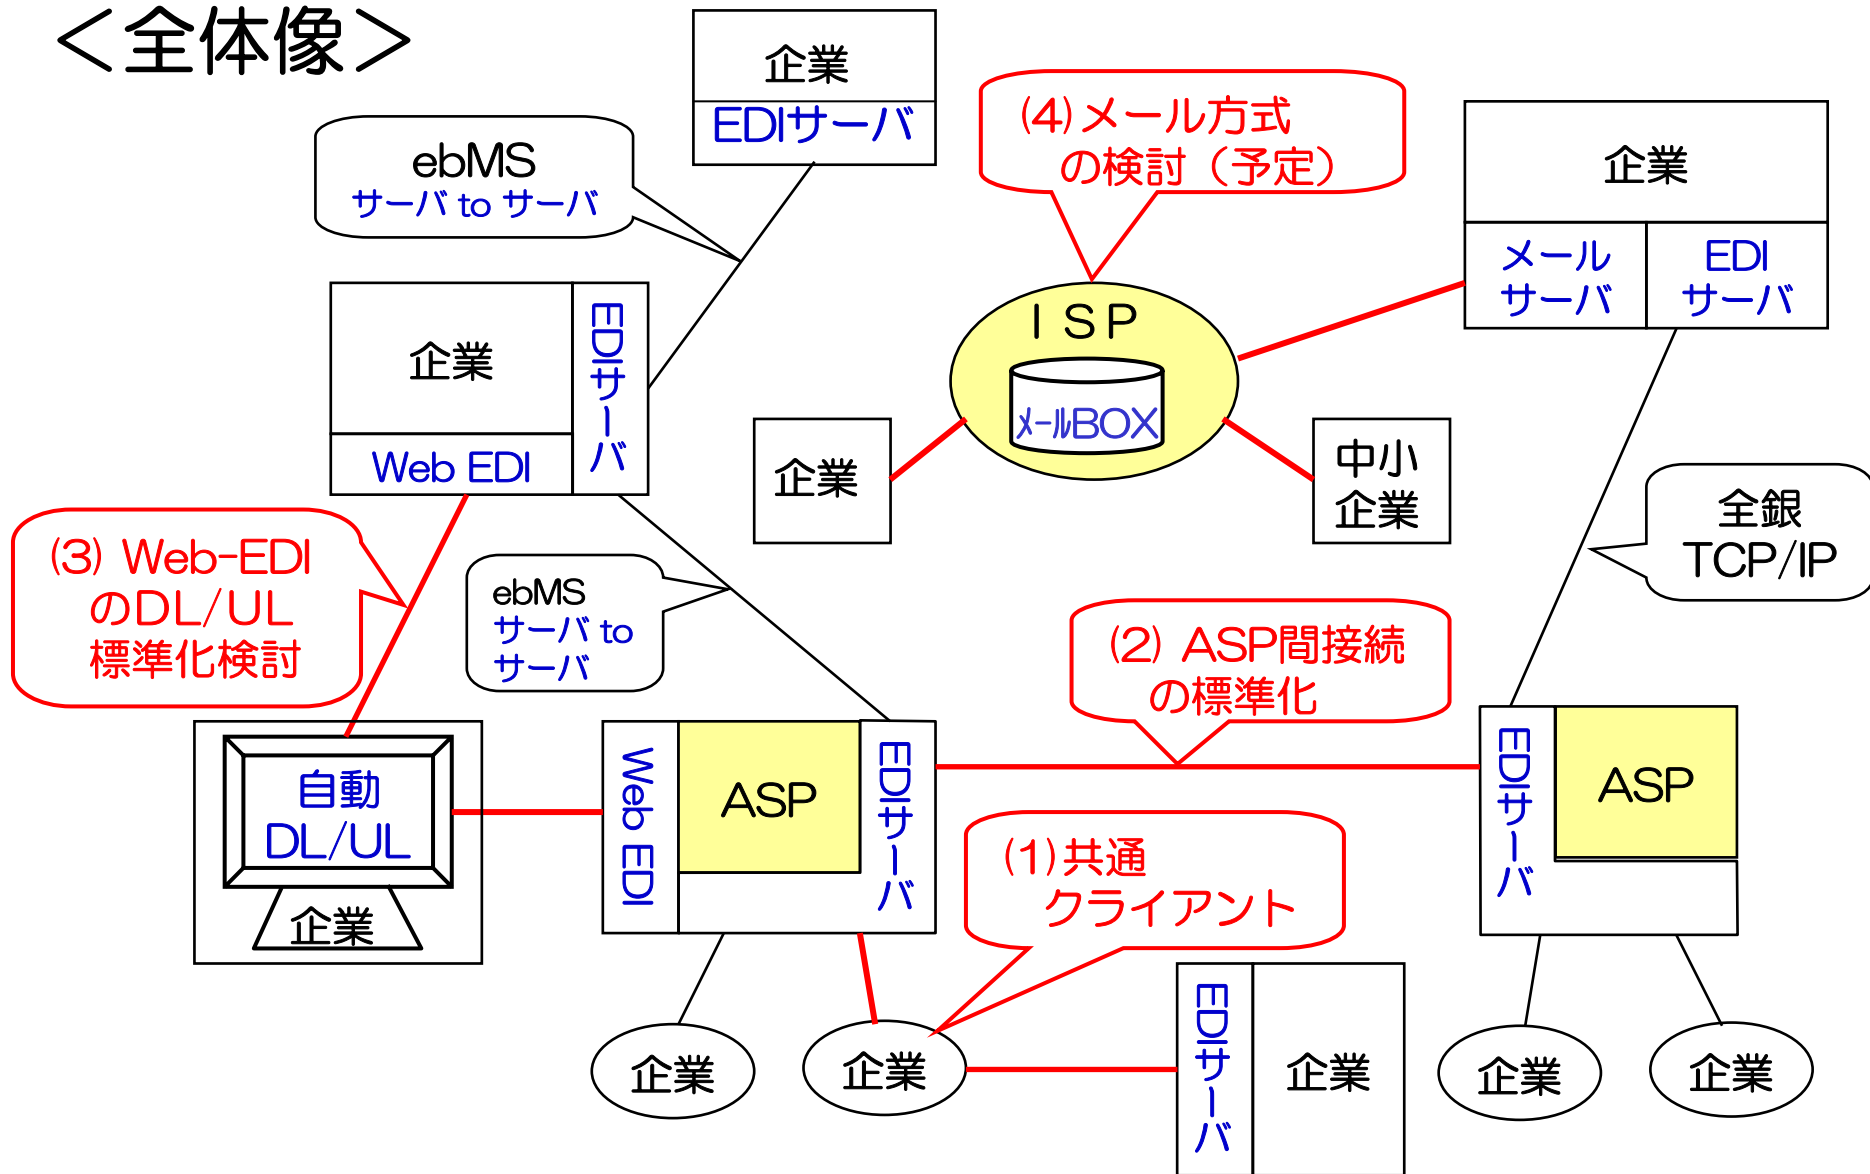 ＜全体像＞
企業
EDIサーバ
ebMS
サーバ to サーバ
(4)メール方式
の検討（予定）
企業
メール
サーバ
EDI
サーバ
企業
EDIサーバ
Web EDI
ＩＳＰ
ﾒｰﾙBOX
企業
中小
企業
全銀
TCP/IP
(3) Web-EDI
のDL/UL
標準化検討
ebMS
サーバ to
サーバ
(2) ASP間接続
の標準化
自動
DL/UL
企業
Web EDI
ASP
EDIサーバ
(1)共通
クライアント
EDIサーバ
ASP
企業
企業
EDIサーバ
企業
企業
企業